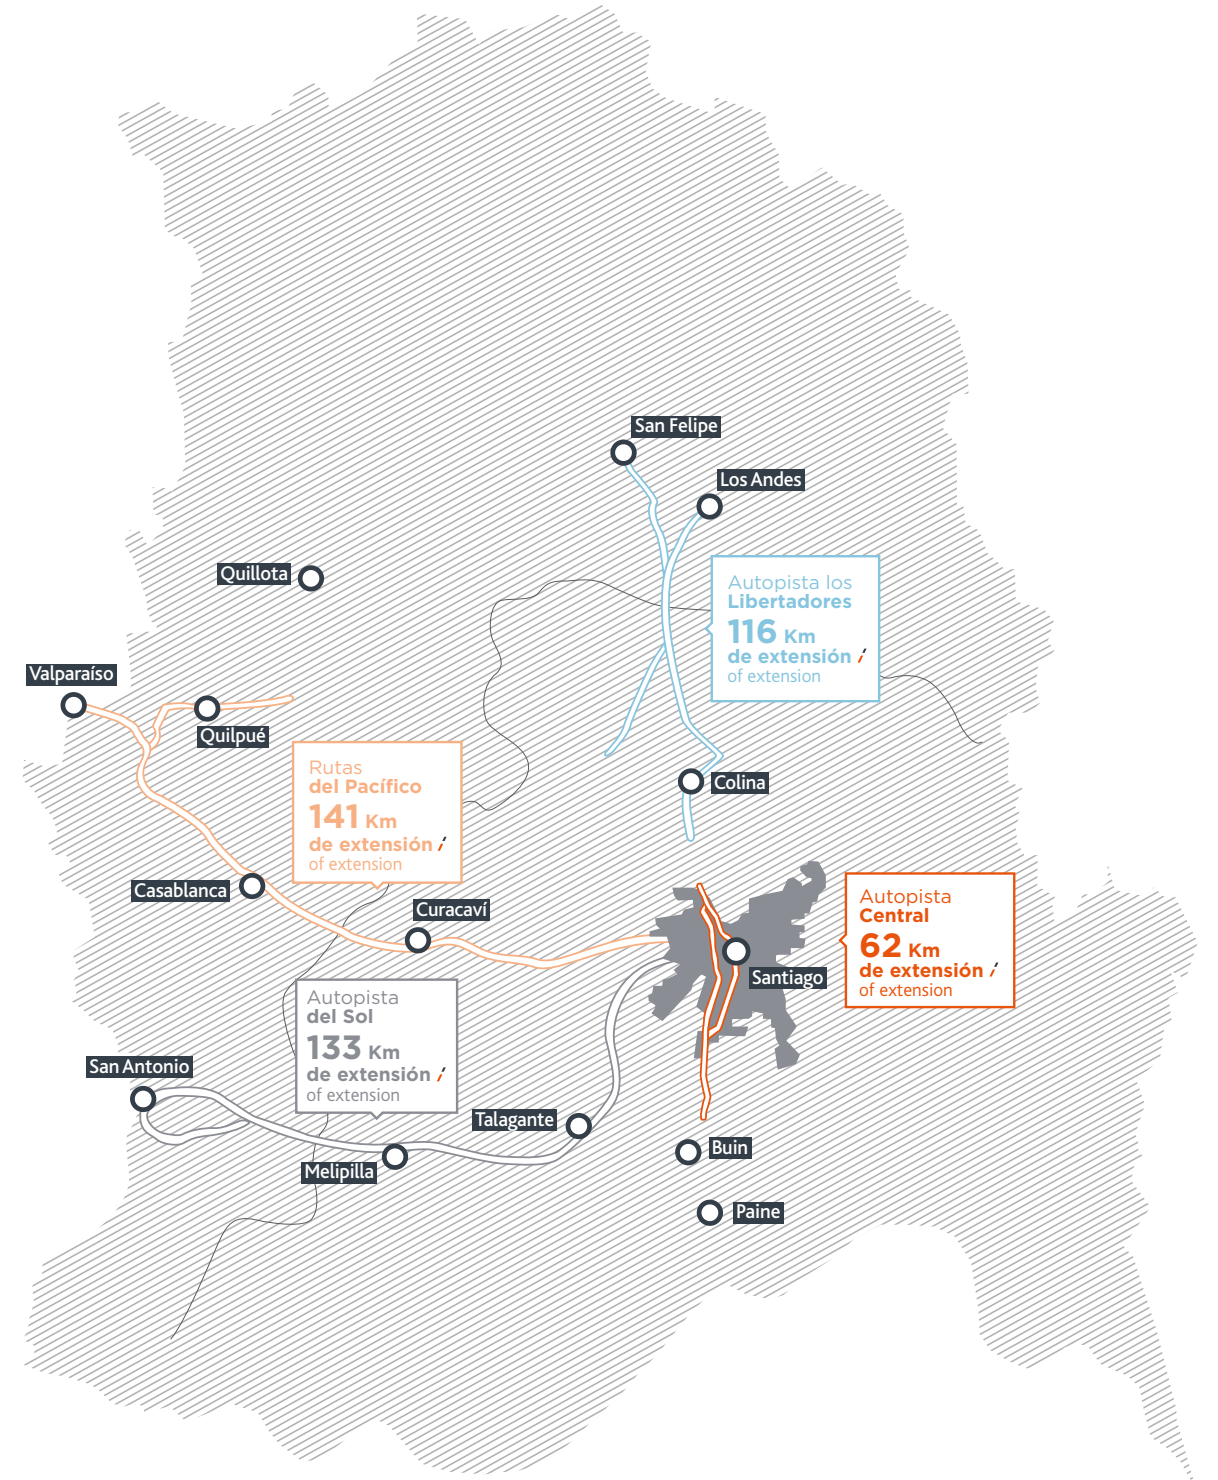 San Felipe
Los Andes
Quillota
Autopista los
Libertadores
116 Km
de extensión
of extension
Valparaíso
Quilpué
Rutas
del Pacífico
141 Km
de extensión
of extension
Colina
Casablanca
Curacaví
Autopista
Central
62 Km
de extensión
of extension
Santiago
Autopista
del Sol
133 Km
de extensión
of extension
San Antonio
Talagante
Melipilla
Buin
Paine